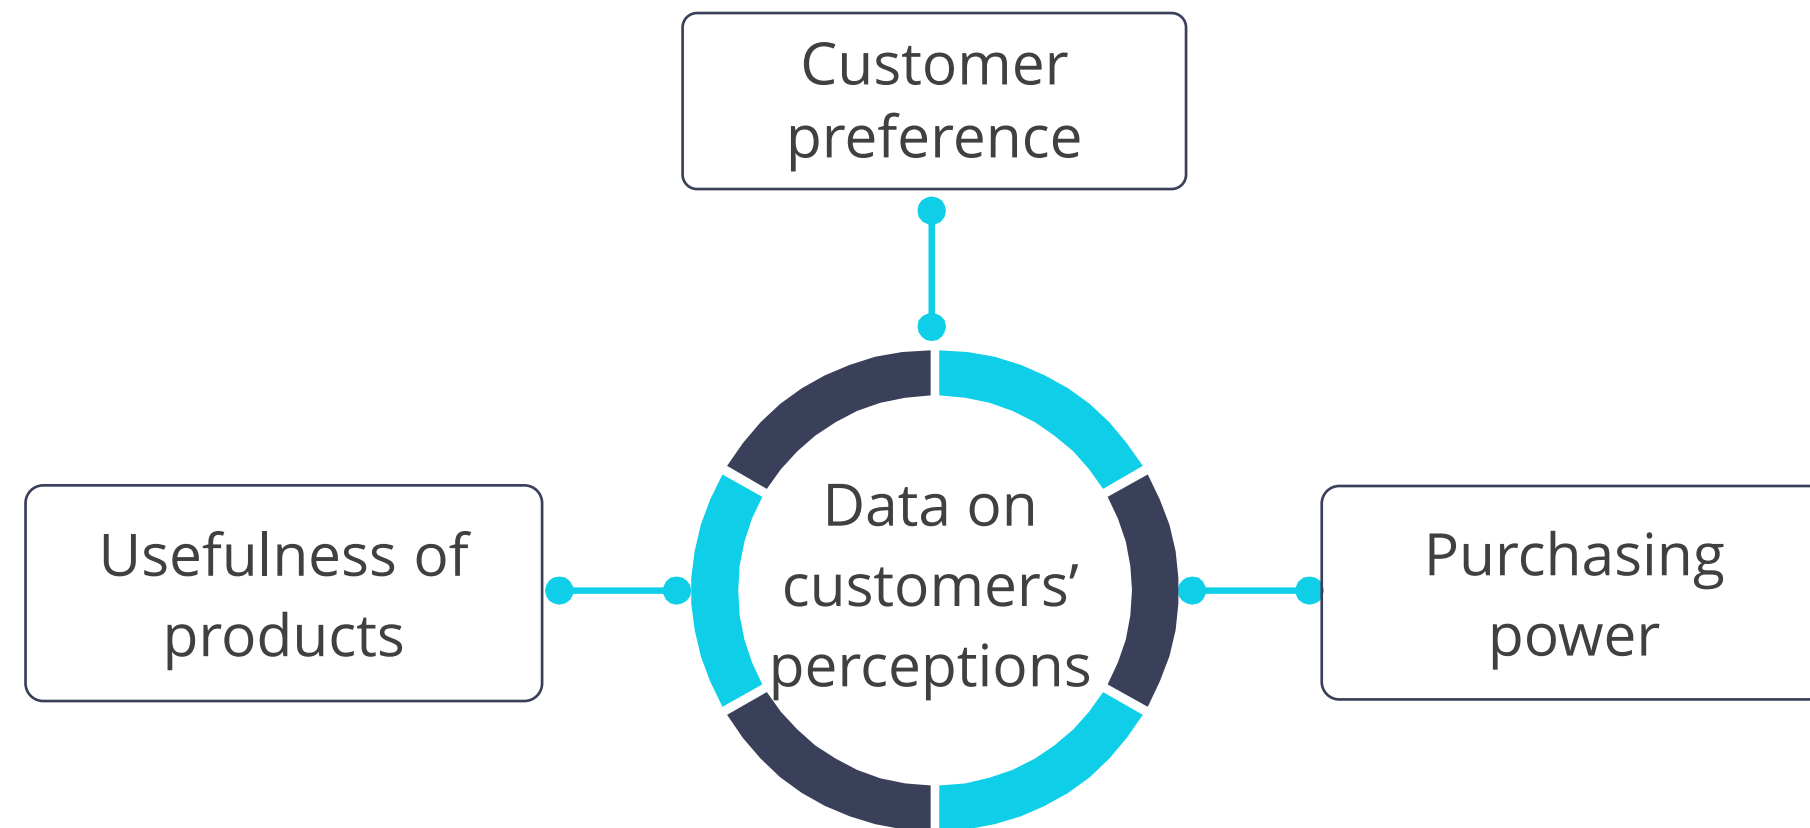 Customer
preference
Usefulness of
products
Data on
customers’
perceptions
Purchasing
power